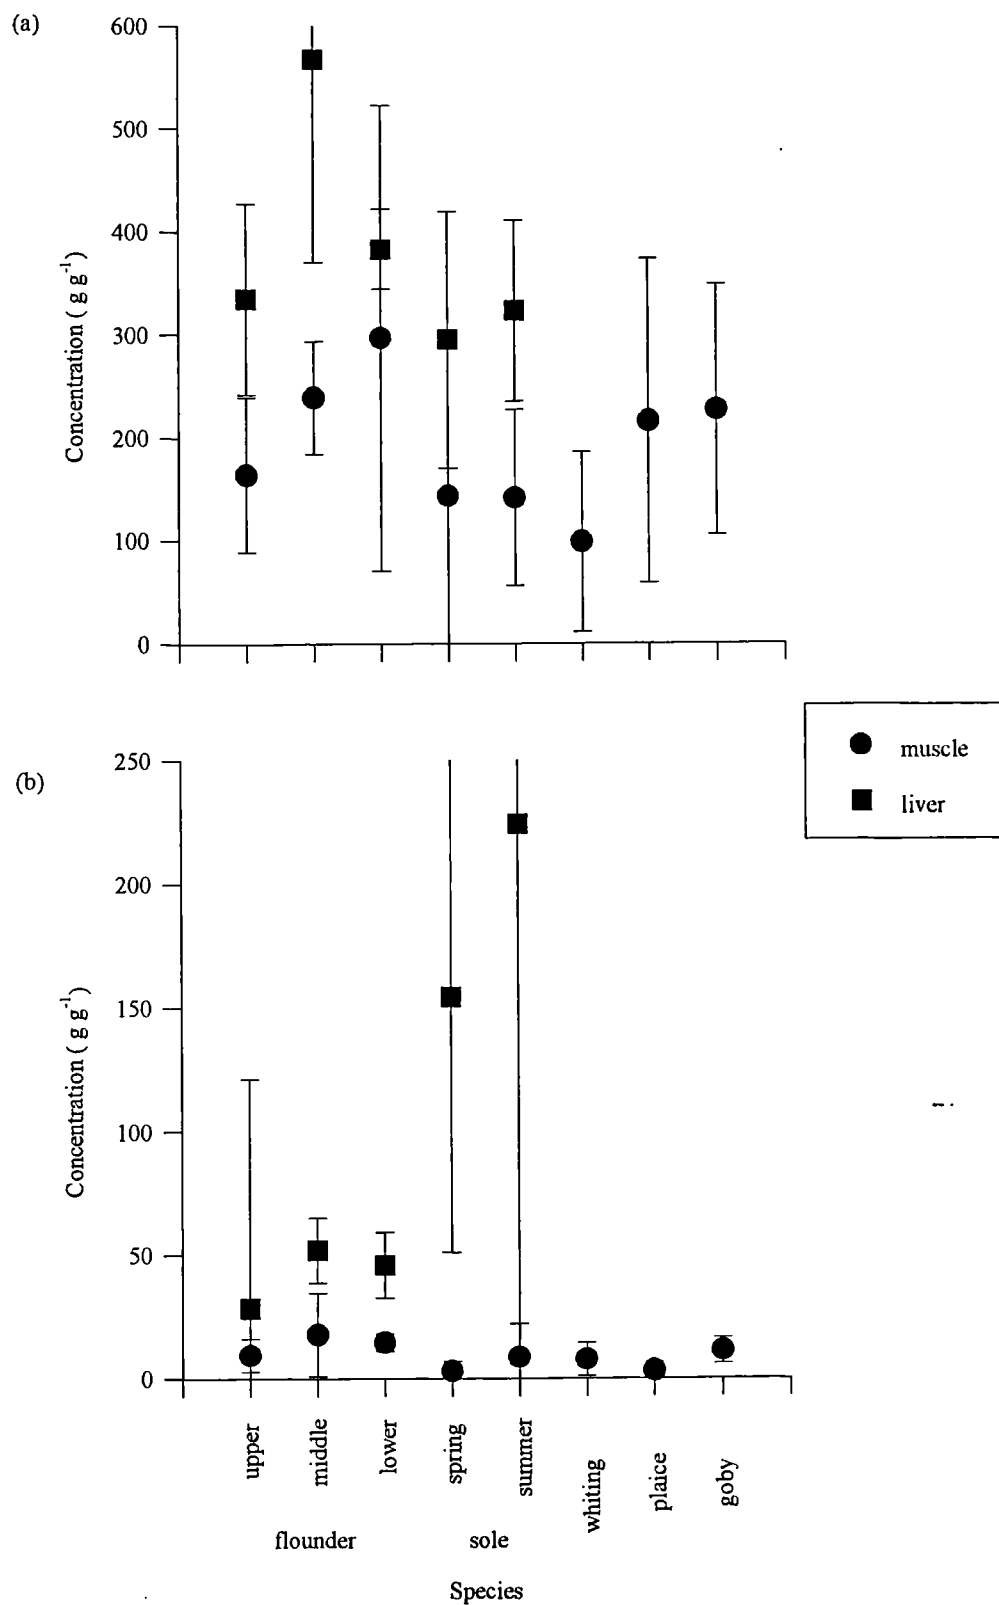 (a)
600
500
400
300
200
100
0
Concentration ( g g⁻¹)
muscle
liver
(b)
250
200
150
100
50
0
Concentration ( g g⁻¹)
upper
middle
lower
spring
summer
whiting
plaice
goby
flounder
sole
Species